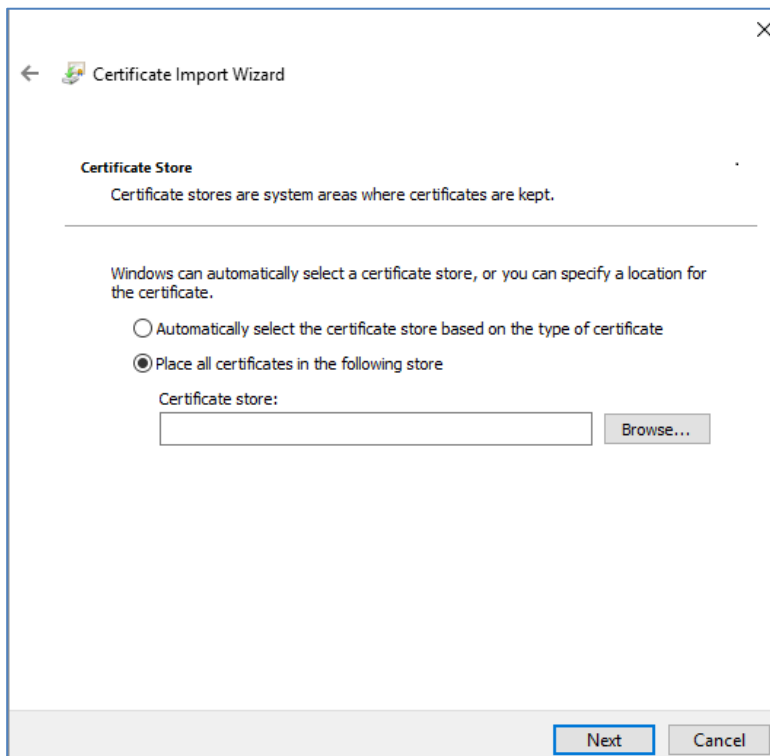 Certificate Import Wizard
Certificate Store
Certificate stores are system areas where certificates are kept.
Windows can automatically select a certificate store, or you can specify a location for
the certificate.
Automatically select the certificate store based on the type of certificate
Place all certificates in the following store
Certificate store:
Browse...
Next
Cancel